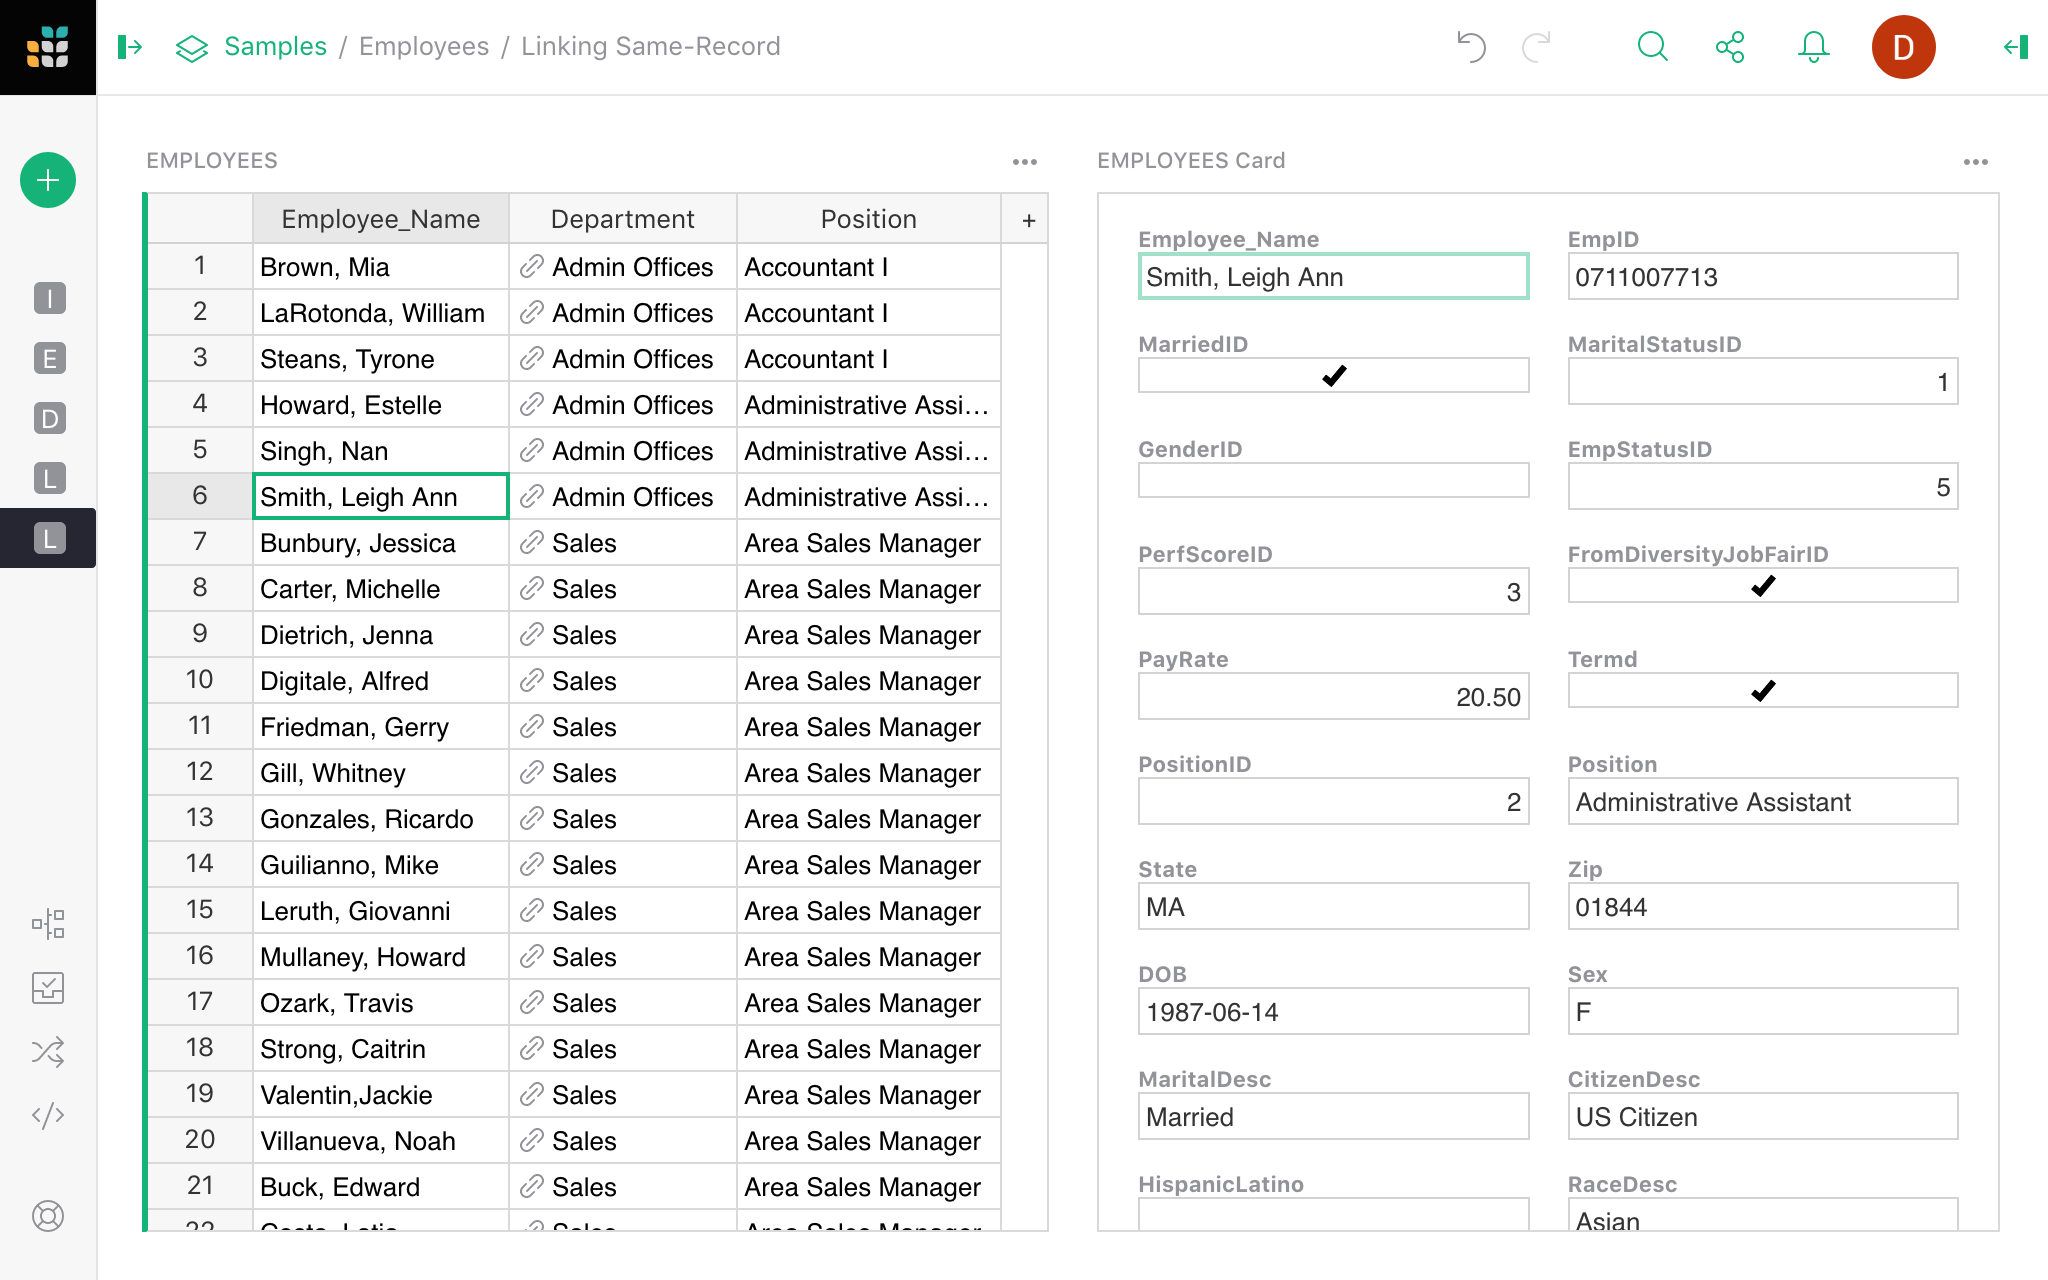 Samples / Employees / Linking Same-Record
D
I
E
D
L
L
EMPLOYEES
Employee_Name Department Position +
1 Brown, Mia Admin Offices Accountant I
2 LaRotonda, William Admin Offices Accountant I
3 Steans, Tyrone Admin Offices Accountant I
4 Howard, Estelle Admin Offices Administrative Assi…
5 Singh, Nan Admin Offices Administrative Assi…
6 Smith, Leigh Ann Admin Offices Administrative Assi…
7 Bunbury, Jessica Sales Area Sales Manager
8 Carter, Michelle Sales Area Sales Manager
9 Dietrich, Jenna Sales Area Sales Manager
10 Digitale, Alfred Sales Area Sales Manager
11 Friedman, Gerry Sales Area Sales Manager
12 Gill, Whitney Sales Area Sales Manager
13 Gonzales, Ricardo Sales Area Sales Manager
14 Guilianno, Mike Sales Area Sales Manager
15 Leruth, Giovanni Sales Area Sales Manager
16 Mullaney, Howard Sales Area Sales Manager
17 Ozark, Travis Sales Area Sales Manager
18 Strong, Caitrin Sales Area Sales Manager
19 Valentin,Jackie Sales Area Sales Manager
20 Villanueva, Noah Sales Area Sales Manager
21 Buck, Edward Sales Area Sales Manager
22 Sales Area Sales Manager
EMPLOYEES Card
Employee_Name EmpID
Smith, Leigh Ann 0711007713
MarriedID MaritalStatusID
1
GenderID EmpStatusID
5
PerfScoreID FromDiversityJobFairID
3
PayRate Termd
20.50
PositionID Position
2 Administrative Assistant
State Zip
MA 01844
DOB Sex
1987-06-14 F
MaritalDesc CitizenDesc
Married US Citizen
HispanicLatino RaceDesc
Asian